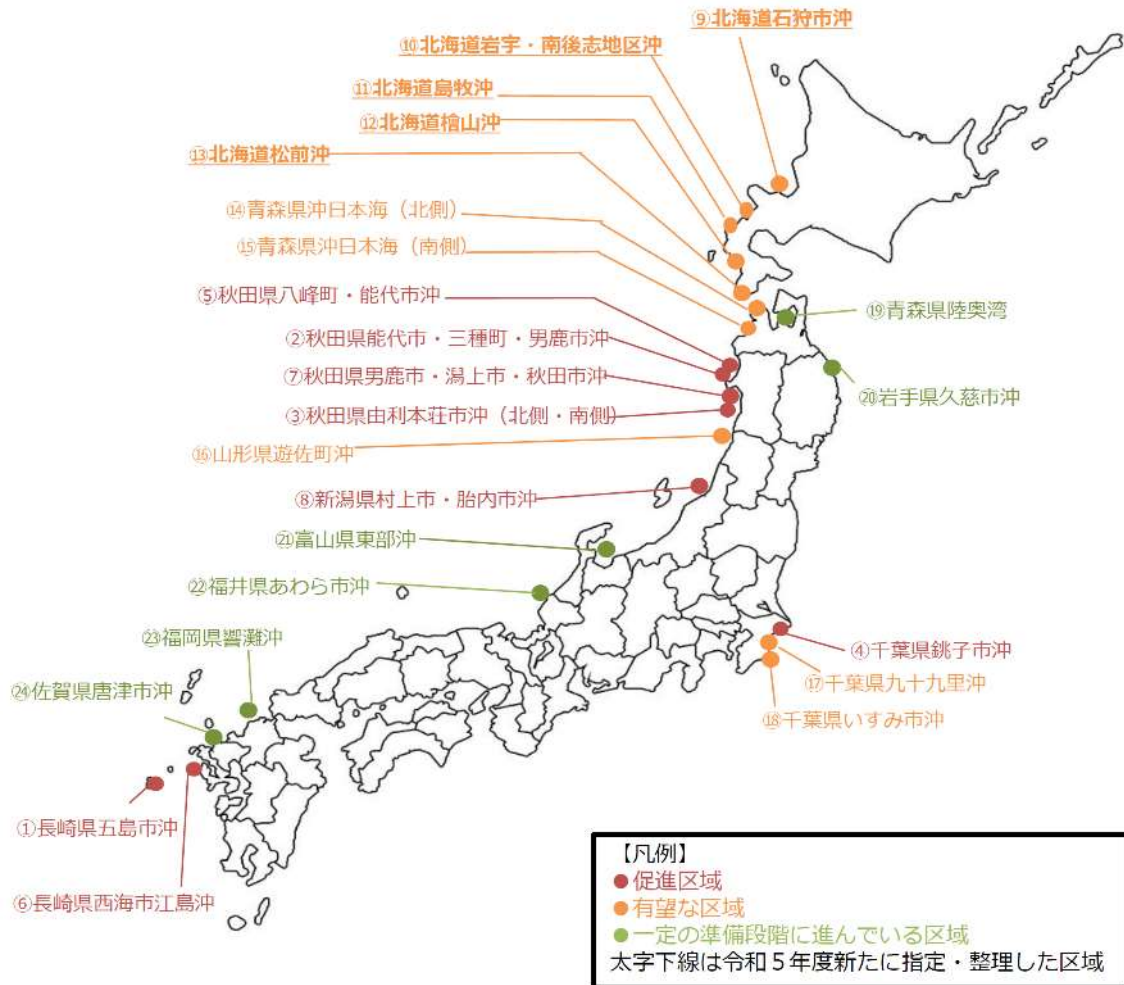 ⑨北海道石狩市沖
⑩北海道岩宇・南後志地区沖
⑪北海道島牧沖
⑫北海道檜山沖
⑬北海道松前沖
⑭青森県沖日本海（北側）
⑮青森県沖日本海（南側）
⑤秋田県八峰町・能代市沖
⑲青森県陸奥湾
②秋田県能代市・三種町・男鹿市沖
⑦秋田県男鹿市・潟上市・秋田市沖
⑳岩手県久慈市沖
③秋田県由利本荘市沖（北側・南側）
⑯山形県遊佐町沖
⑧新潟県村上市・胎内市沖
㉑富山県東部沖
㉒福井県あわら市沖
㉓福岡県響灘沖
④千葉県銚子市沖
㉔佐賀県唐津市沖
⑰千葉県九十九里沖
⑱千葉県いすみ市沖
①長崎県五島市沖
⑥長崎県西海市江島沖
【凡例】
●促進区域
●有望な区域
●一定の準備段階に進んでいる区域
太字下線は令和５年度新たに指定・整理した区域